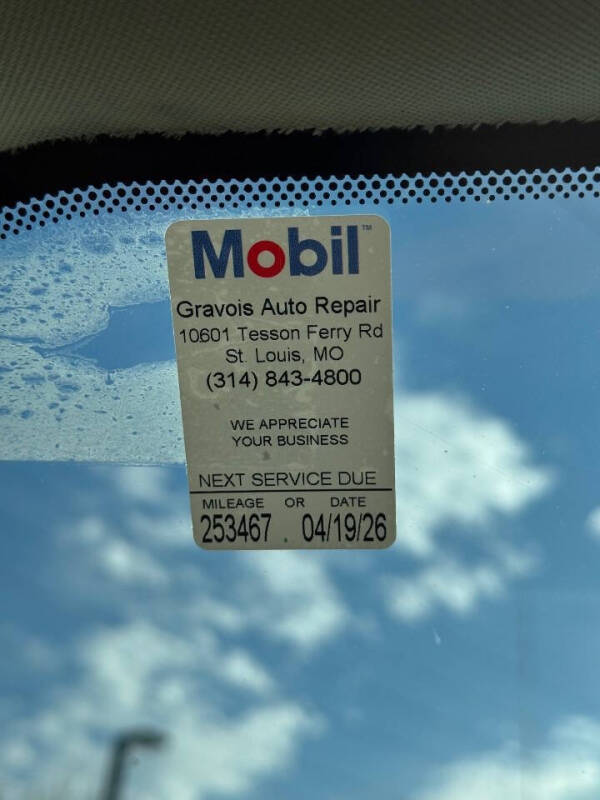 Mobil™
Gravois Auto Repair
10601 Tesson Ferry Rd
St. Louis, MO
(314) 843-4800
WE APPRECIATE
YOUR BUSINESS
NEXT SERVICE DUE
MILEAGE OR DATE
253467 04/19/26